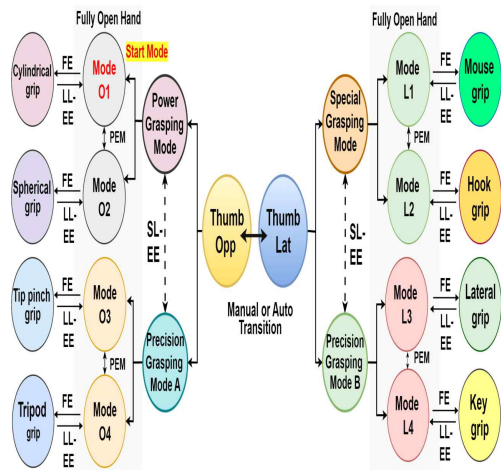 Fully Open Hand
Fully Open Hand
Start Mode
Cylindrical
grip
FE
LL-
EE
Mode
O1
PEM
Spherical
grip
FE
LL-
EE
Mode
O2
Power
Grasping
Mode
SL-
EE
Tip pinch
grip
FE
LL-
EE
Mode
O3
PEM
Tripod
grip
FE
LL-
EE
Mode
O4
Precision
Grasping
Mode A
Thumb
Opp
Thumb
Lat
Manual or Auto
Transition
Special
Grasping
Mode
SL-
EE
Precision
Grasping
Mode B
Mode
L1
FE
LL-
EE
Mouse
grip
PEM
Mode
L2
FE
LL-
EE
Hook
grip
Mode
L3
FE
LL-
EE
Lateral
grip
PEM
Mode
L4
FE
LL-
EE
Key
grip